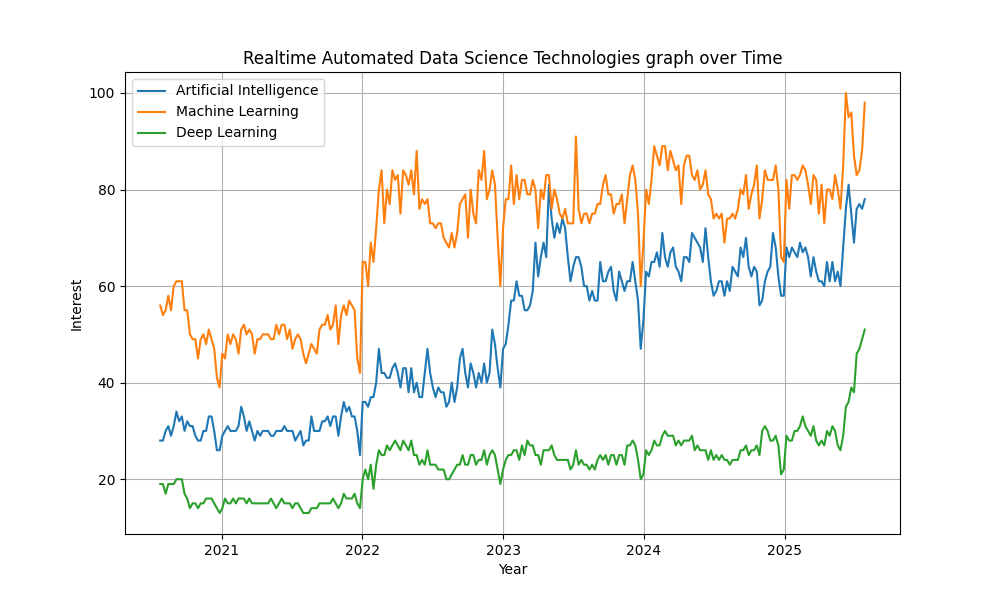 Realtime Automated Data Science Technologies graph over Time
Artificial Intelligence
Machine Learning
Deep Learning
100
80
60
40
20
Interest
2021 2022 2023 2024 2025
Year